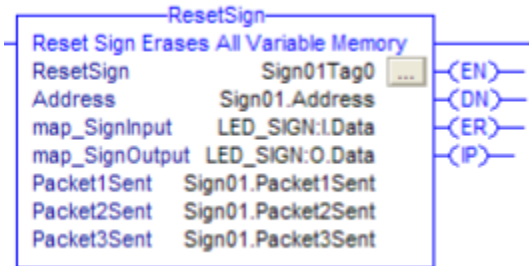 ResetSign
Reset Sign Erases All Variable Memory
ResetSign Sign01Tag0 ... (EN)
Address Sign01.Address (DN)
map_SignInput LED_SIGN:I.Data (ER)
map_SignOutput LED_SIGN:O.Data (IP)
Packet1Sent Sign01.Packet1Sent
Packet2Sent Sign01.Packet2Sent
Packet3Sent Sign01.Packet3Sent